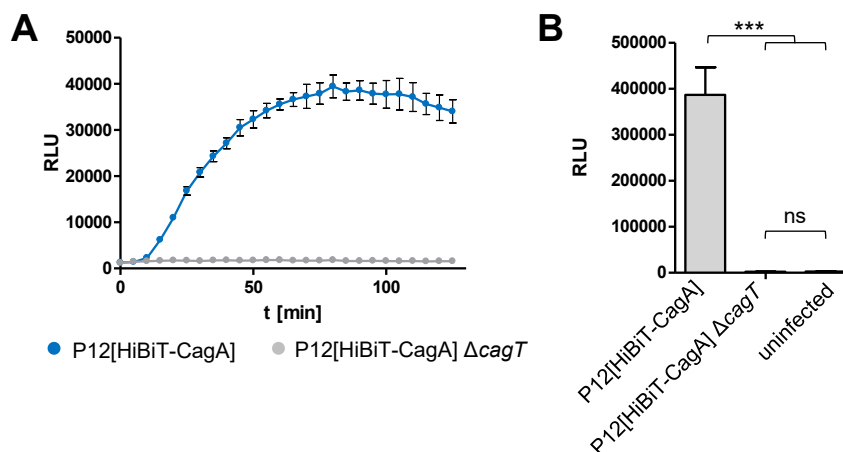 A
50000
40000
30000
20000
10000
0
RLU
0
50
100
t [min]
P12[HiBiT-CagA]
P12[HiBiT-CagA] ΔcagT
B
500000
400000
300000
200000
100000
0
RLU
***
ns
P12[HiBiT-CagA]
P12[HiBiT-CagA] ΔcagT
uninfected